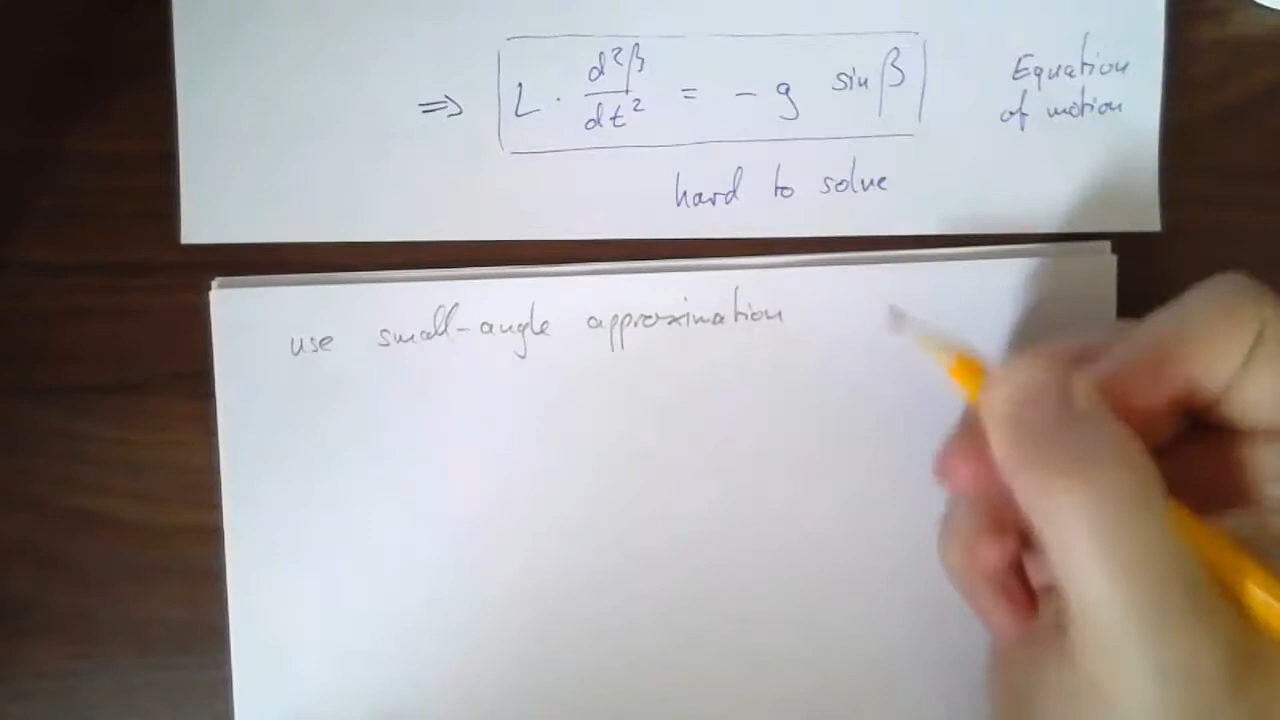 ⇒ L · d²β/dt² = - g sin β
Equation
of motion
hard to solve
use small-angle approximation